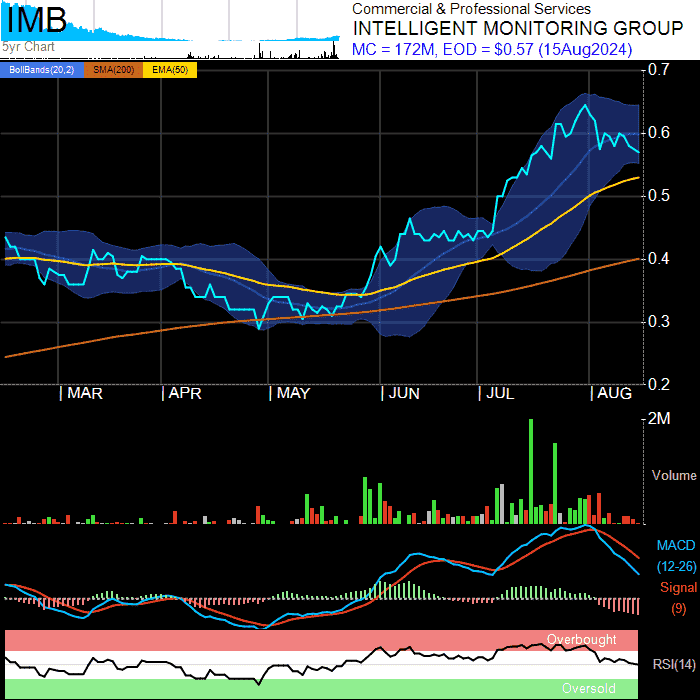 IMB
5yr Chart
Commercial & Professional Services
INTELLIGENT MONITORING GROUP
MC = 172M, EOD = $0.57 (15Aug2024)
BollBands(20,2) SMA(200) EMA(50)
0.7
0.6
0.5
0.4
0.3
0.2
MAR APR MAY JUN JUL AUG
2M
Volume
MACD
(12-26)
Signal
(9)
Overbought
RSI(14)
Oversold